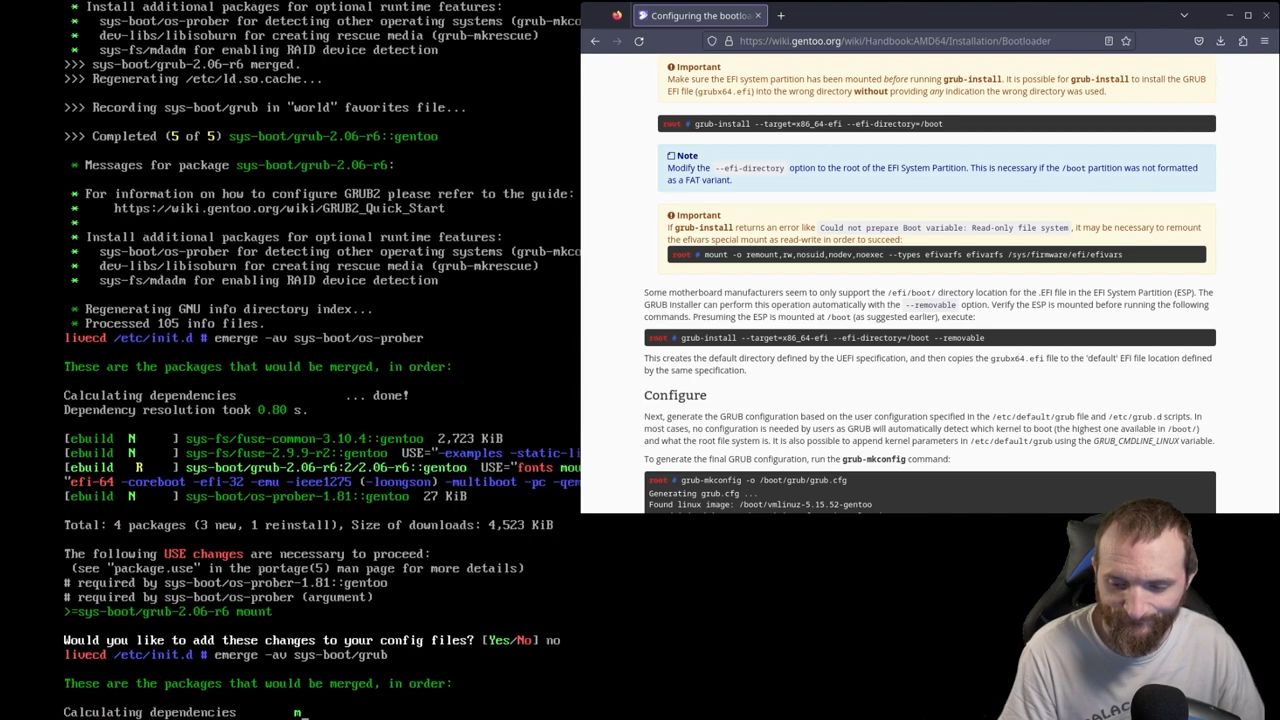 * Install additional packages for optional runtime features:
*     sys-boot/os-prober for detecting other operating systems (grub-mkco
*     dev-libs/libisoburn for creating rescue media (grub-mkrescue)
*     sys-fs/mdadm for enabling RAID device detection
>>> sys-boot/grub-2.06-r6 merged.
>>> Regenerating /etc/ld.so.cache...
>>> Recording sys-boot/grub in "world" favorites file...
>>> Completed (5 of 5) sys-boot/grub-2.06-r6::gentoo
* Messages for package sys-boot/grub-2.06-r6:
* For information on how to configure GRUB2 please refer to the guide:
*     https://wiki.gentoo.org/wiki/GRUB2_Quick_Start
*
* Install additional packages for optional runtime features:
*     sys-boot/os-prober for detecting other operating systems (grub-mkco
*     dev-libs/libisoburn for creating rescue media (grub-mkrescue)
*     sys-fs/mdadm for enabling RAID device detection
* Regenerating GNU info directory index...
* Processed 105 info files.
livecd /etc/init.d # emerge -av sys-boot/os-prober
These are the packages that would be merged, in order:
Calculating dependencies         ... done!
Dependency resolution took 0.80 s.
[ebuild  N     ] sys-fs/fuse-common-3.10.4::gentoo  2,723 KiB
[ebuild  N     ] sys-fs/fuse-2.9.9-r2::gentoo  USE="-examples -static-li
[ebuild   R    ] sys-boot/grub-2.06-r6:2/2.06-r6::gentoo  USE="fonts mou
"efi-64 -coreboot -efi-32 -emu -ieee1275 (-loongson) -multiboot -pc -qem
[ebuild  N     ] sys-boot/os-prober-1.81::gentoo  27 KiB
Total: 4 packages (3 new, 1 reinstall), Size of downloads: 4,523 KiB
The following USE changes are necessary to proceed:
(see "package.use" in the portage(5) man page for more details)
# required by sys-boot/os-prober-1.81::gentoo
# required by sys-boot/os-prober (argument)
>=sys-boot/grub-2.06-r6 mount
Would you like to add these changes to your config files? [Yes/No] no
livecd /etc/init.d # emerge -av sys-boot/grub
These are the packages that would be merged, in order:
Calculating dependencies         m_
Configuring the bootloa
https://wiki.gentoo.org/wiki/Handbook:AMD64/Installation/Bootloader
Important
Make sure the EFI system partition has been mounted before running grub-install. It is possible for grub-install to install the GRUB
EFI file (grubx64.efi) into the wrong directory without providing any indication the wrong directory was used.
root # grub-install --target=x86_64-efi --efi-directory=/boot
Note
Modify the --efi-directory option to the root of the EFI System Partition. This is necessary if the /boot partition was not formatted
as a FAT variant.
Important
If grub-install returns an error like Could not prepare Boot variable: Read-only file system, it may be necessary to remount
the efivars special mount as read-write in order to succeed:
root # mount -o remount,rw,nosuid,nodev,noexec --types efivarfs efivarfs /sys/firmware/efi/efivars
Some motherboard manufacturers seem to only support the /efi/boot/ directory location for the .EFI file in the EFI System Partition (ESP). The
GRUB installer can perform this operation automatically with the --removable option. Verify the ESP is mounted before running the following
commands. Presuming the ESP is mounted at /boot (as suggested earlier), execute:
root # grub-install --target=x86_64-efi --efi-directory=/boot --removable
This creates the default directory defined by the UEFI specification, and then copies the grubx64.efi file to the 'default' EFI file location defined
by the same specification.
Configure
Next, generate the GRUB configuration based on the user configuration specified in the /etc/default/grub file and /etc/grub.d scripts. In
most cases, no configuration is needed by users as GRUB will automatically detect which kernel to boot (the highest one available in /boot/)
and what the root file system is. It is also possible to append kernel parameters in /etc/default/grub using the GRUB_CMDLINE_LINUX variable.
To generate the final GRUB configuration, run the grub-mkconfig command:
root # grub-mkconfig -o /boot/grub/grub.cfg
Generating grub.cfg ...
Found linux image: /boot/vmlinuz-5.15.52-gentoo